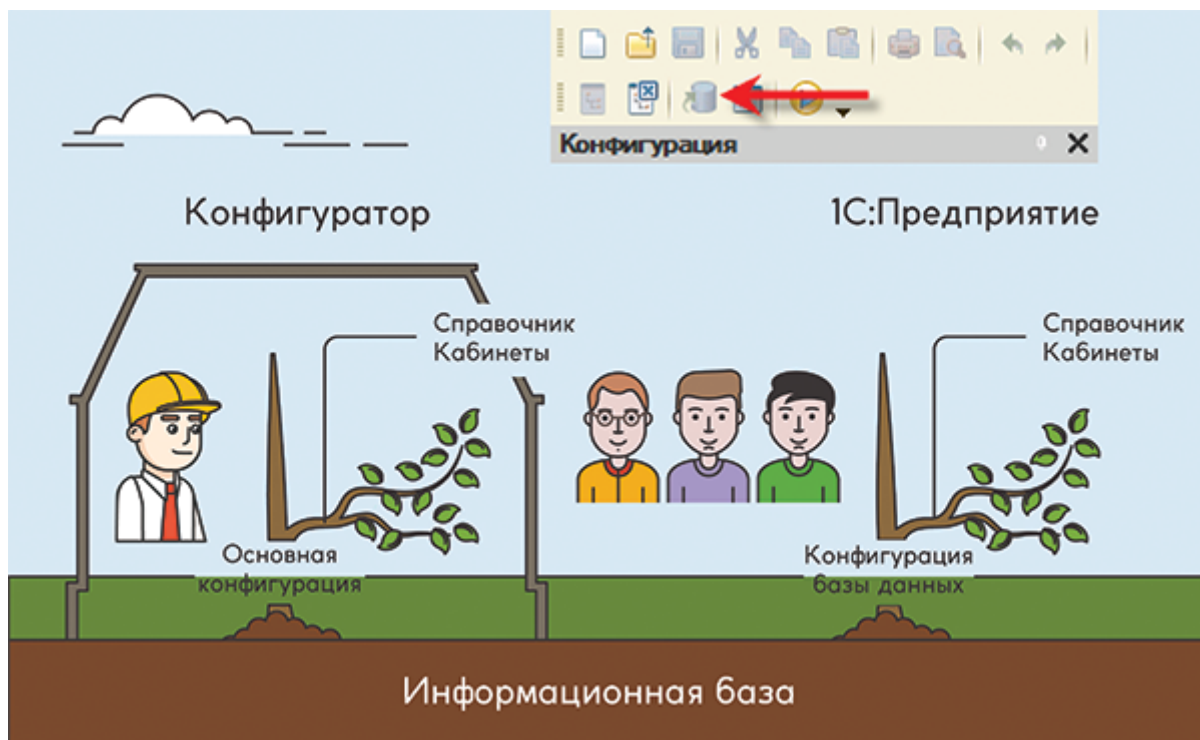 Конфигурация
Конфигуратор
1С:Предприятие
Справочник
Кабинеты
Справочник
Кабинеты
Основная
конфигурация
Конфигурация
базы данных
Информационная база